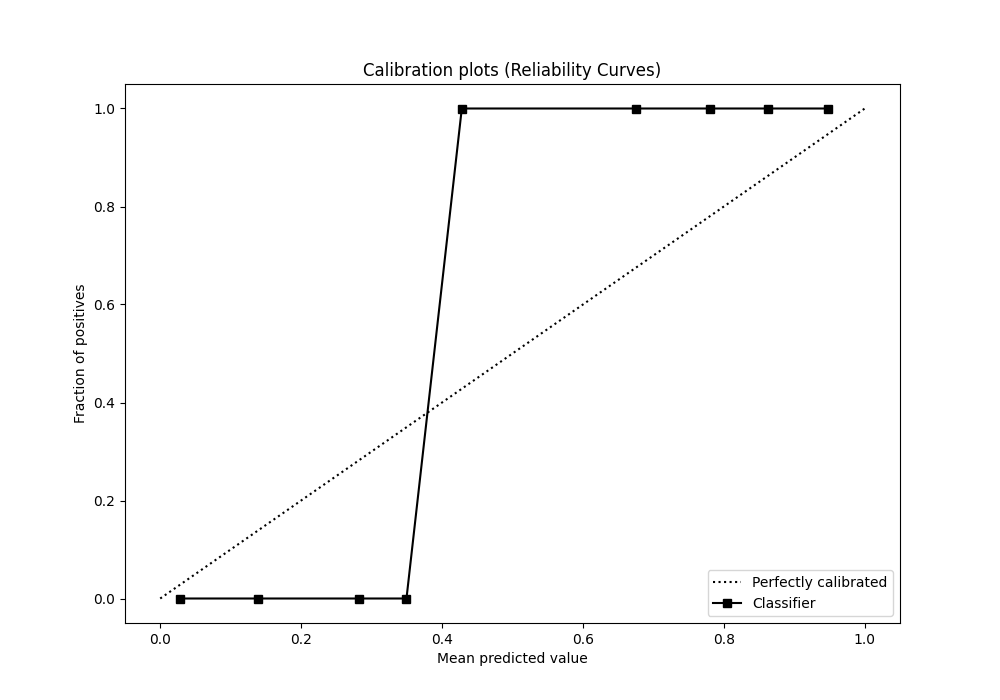 Calibration plots (Reliability Curves)
1.0
0.8
0.6
0.4
0.2
0.0
Fraction of positives
0.0 0.2 0.4 0.6 0.8 1.0
Mean predicted value
Perfectly calibrated
Classifier